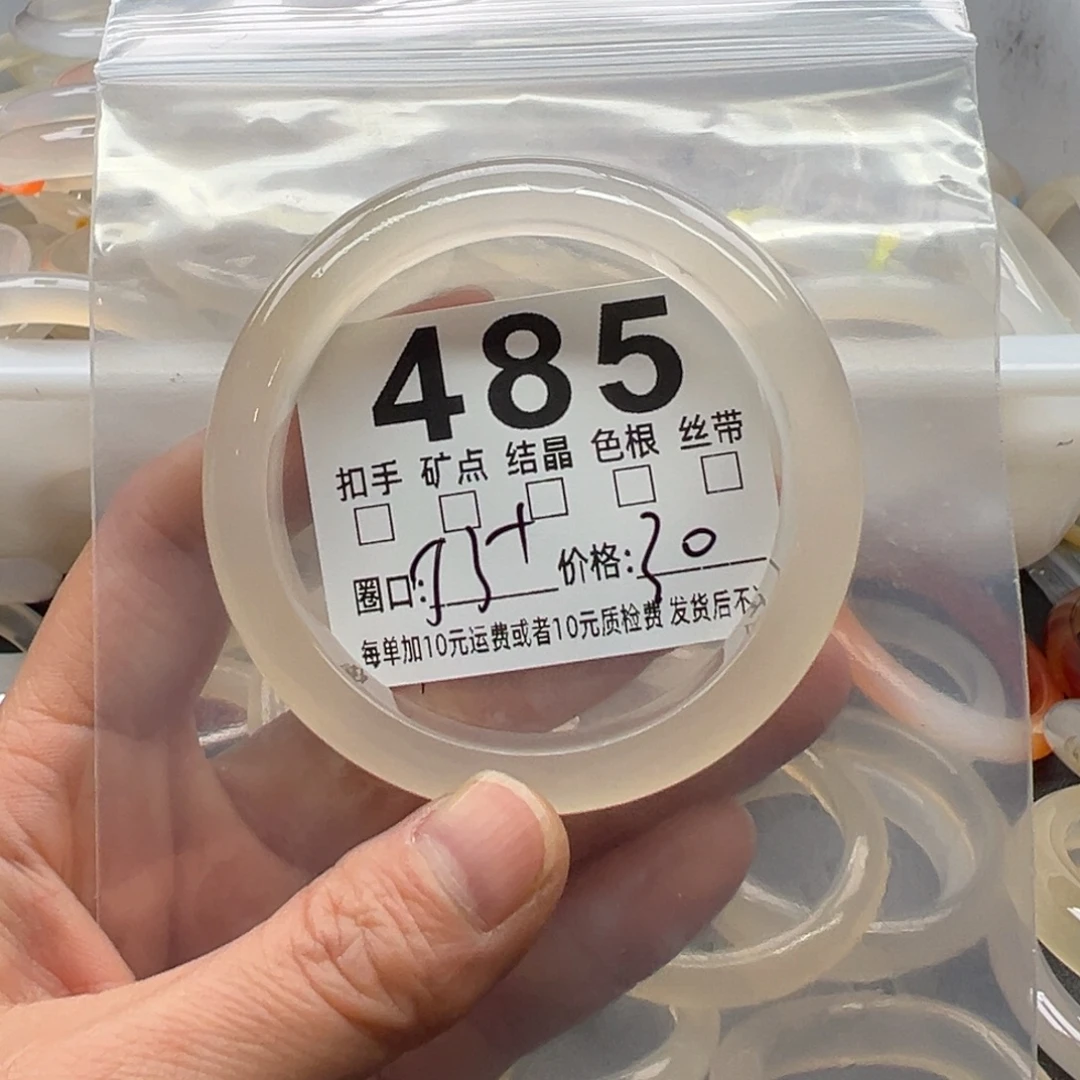 485
扣手 矿点 结晶 色根 丝带
圈口: 价格:30
每单加10元运费或者10元质检费 发货后不